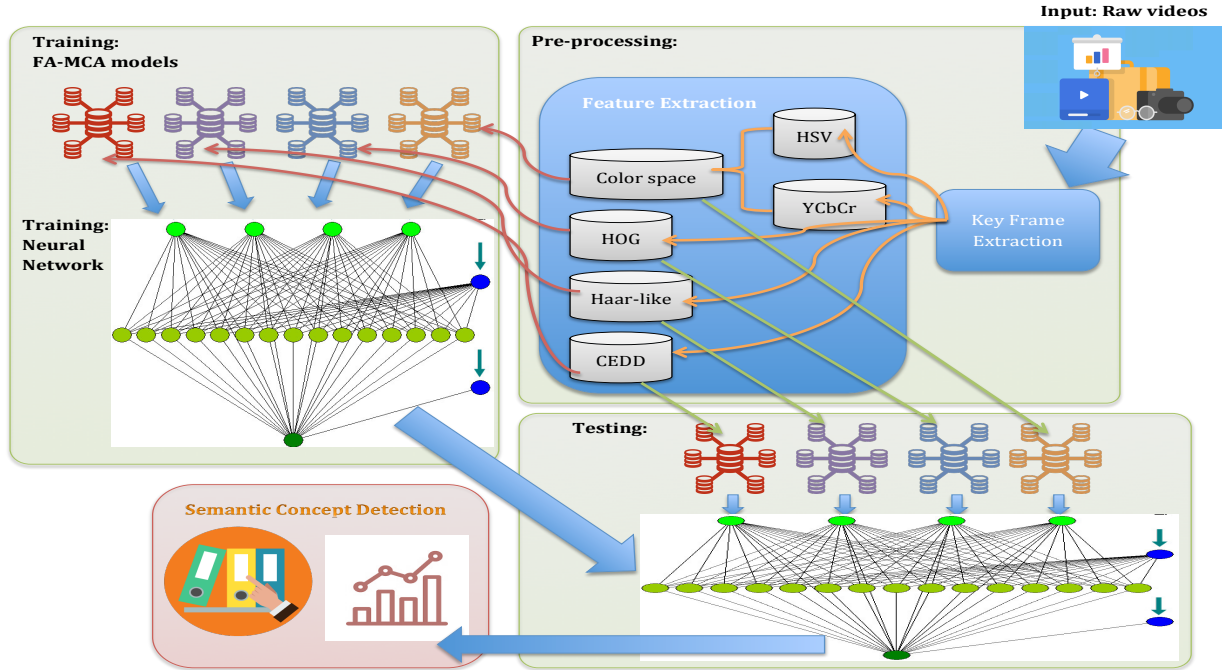 Input: Raw videos
Training:
FA-MCA models
Pre-processing:
Feature Extraction
HSV
Color space
YCbCr
HOG
Key Frame
Extraction
Haar-like
CEDD
Training:
Neural
Network
Testing:
Semantic Concept Detection